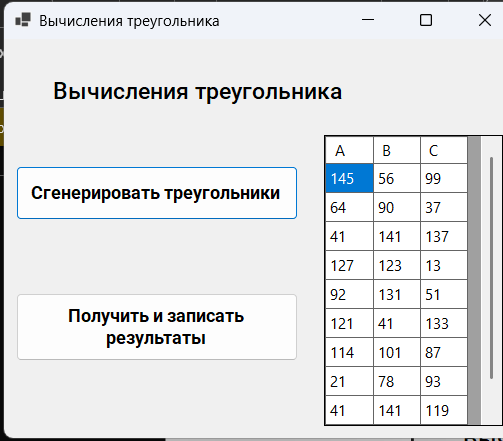 Вычисления треугольника
Вычисления треугольника
Сгенерировать треугольники
Получить и записать
результаты
A B C
145 56 99
64 90 37
41 141 137
127 123 13
92 131 51
121 41 133
114 101 87
21 78 93
41 141 119